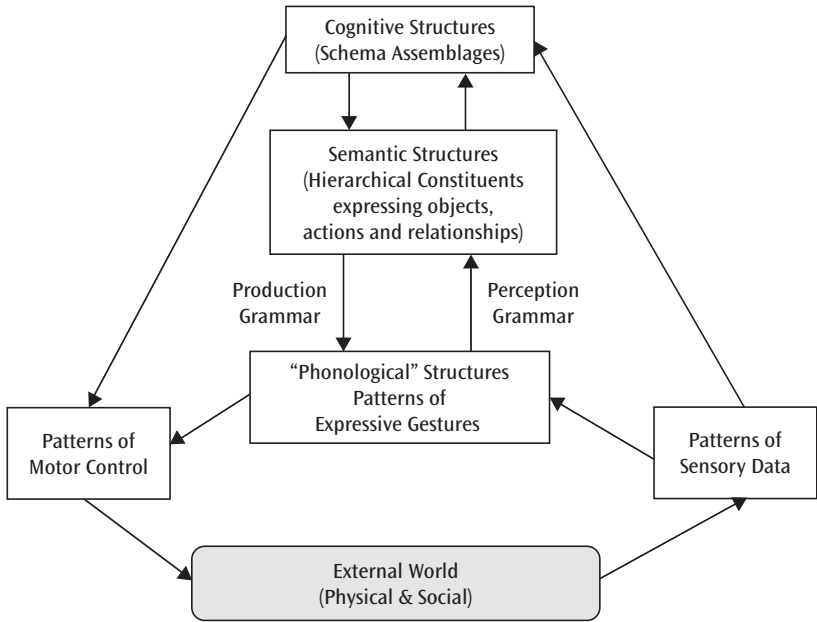 Cognitive Structures
(Schema Assemblages)
Semantic Structures
(Hierarchical Constituents
expressing objects,
actions and relationships)
Production
Grammar
Perception
Grammar
“Phonological” Structures
Patterns of
Expressive Gestures
Patterns of
Motor Control
Patterns of
Sensory Data
External World
(Physical & Social)